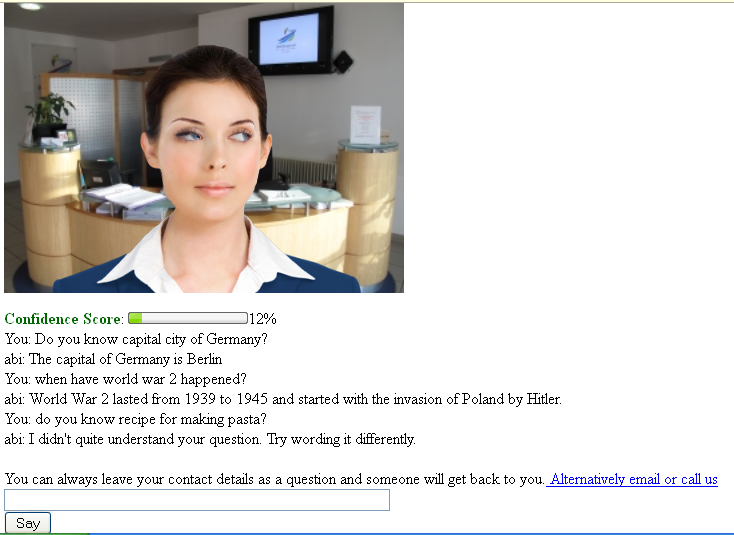 Confidence Score: 12%
You: Do you know capital city of Germany?
abi: The capital of Germany is Berlin
You: when have world war 2 happened?
abi: World War 2 lasted from 1939 to 1945 and started with the invasion of Poland by Hitler.
You: do you know recipe for making pasta?
abi: I didn't quite understand your question. Try wording it differently.
You can always leave your contact details as a question and someone will get back to you. Alternatively email or call us
Say